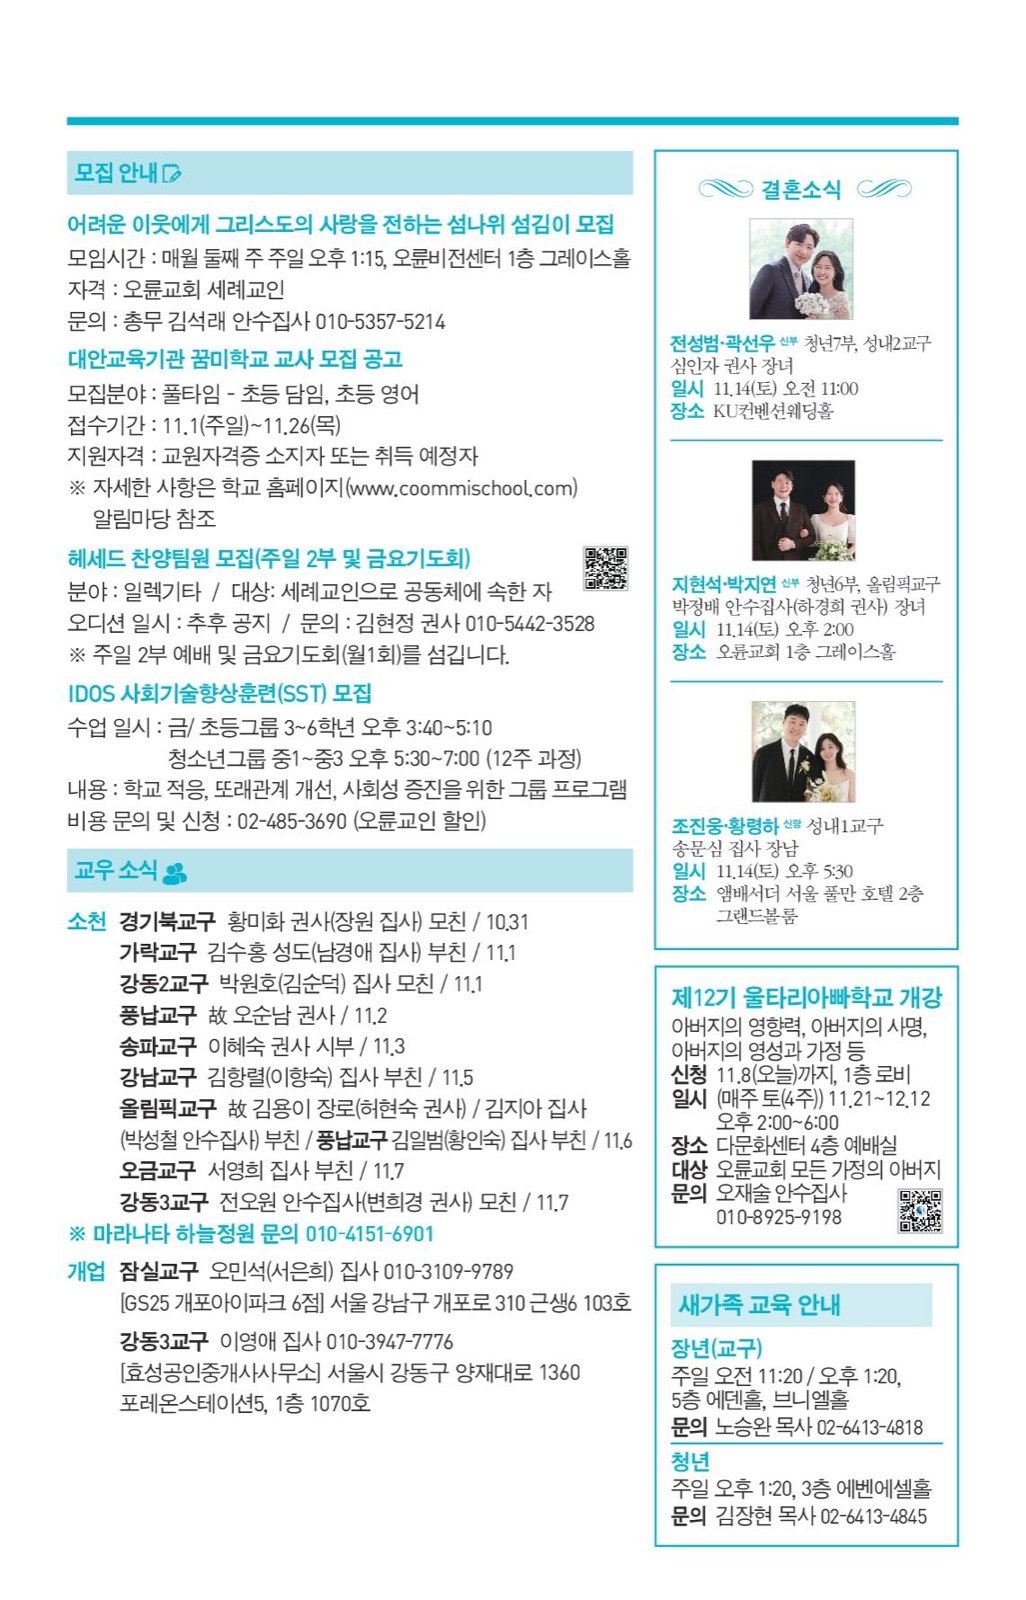 모집 안내
어려운 이웃에게 그리스도의 사랑을 전하는 섬나위 섬김이 모집
모임시간 : 매월 둘째 주 주일 오후 1:15, 오륜비전센터 1층 그레이스홀
자격 : 오륜교회 세례교인
문의 : 총무 김석래 안수집사 010-5357-5214
대안교육기관 꿈미학교 교사 모집 공고
모집분야 : 풀타임 - 초등 담임, 초등 영어
접수기간 : 11.1(주일)~11.26(목)
지원자격 : 교원자격증 소지자 또는 취득 예정자
※ 자세한 사항은 학교 홈페이지(www.coommischool.com)
알림마당 참조
헤세드 찬양팀원 모집(주일 2부 및 금요기도회)
분야 : 일렉기타 / 대상: 세례교인으로 공동체에 속한 자
오디션 일시 : 추후 공지 / 문의 : 김현정 권사 010-5442-3528
※ 주일 2부 예배 및 금요기도회(월1회)를 섬깁니다.
IDOS 사회기술향상훈련(SST) 모집
수업 일시 : 금/ 초등그룹 3~6학년 오후 3:40~5:10
청소년그룹 중1~중3 오후 5:30~7:00 (12주 과정)
내용 : 학교 적응, 또래관계 개선, 사회성 증진을 위한 그룹 프로그램
비용 문의 및 신청 : 02-485-3690 (오륜교인 할인)
교우 소식
소천 경기북교구 황미화 권사(장원 집사) 모친 / 10.31
가락교구 김수홍 성도(남경애 집사) 부친 / 11.1
강동2교구 박원호(김순덕) 집사 모친 / 11.1
풍납교구 故 오순남 권사 / 11.2
송파교구 이혜숙 권사 시부 / 11.3
강남교구 김항렬(이향숙) 집사 부친 / 11.5
올림픽교구 故 김용이 장로(허현숙 권사) / 김지아 집사
(박성철 안수집사) 부친 / 풍납교구 김일범(황인숙) 집사 부친 / 11.6
오금교구 서영희 집사 부친 / 11.7
강동3교구 전오원 안수집사(변희경 권사) 모친 / 11.7
※ 마라나타 하늘정원 문의 010-4151-6901
개업 잠실교구 오민석(서은희) 집사 010-3109-9789
[GS25 개포아이파크 6점] 서울 강남구 개포로 310 근생6 103호
강동3교구 이영애 집사 010-3947-7776
[효성공인중개사사무소] 서울시 강동구 양재대로 1360
포레온스테이션5, 1층 1070호
결혼소식
전성범·곽선우 신부 청년7부, 성내2교구
심인자 권사 장녀
일시 11.14(토) 오전 11:00
장소 KU컨벤션웨딩홀
지현석·박지연 신부 청년6부, 올림픽교구
박정배 안수집사(하경희 권사) 장녀
일시 11.14(토) 오후 2:00
장소 오륜교회 1층 그레이스홀
조진웅·황령하 신랑 성내1교구
송문심 집사 장남
일시 11.14(토) 오후 5:30
장소 앰배서더 서울 풀만 호텔 2층
그랜드볼룸
제12기 울타리아빠학교 개강
아버지의 영향력, 아버지의 사명,
아버지의 영성과 가정 등
신청 11.8(오늘)까지, 1층 로비
일시 (매주 토(4주)) 11.21~12.12
오후 2:00~6:00
장소 다문화센터 4층 예배실
대상 오륜교회 모든 가정의 아버지
문의 오재술 안수집사
010-8925-9198
새가족 교육 안내
장년(교구)
주일 오전 11:20 / 오후 1:20,
5층 에덴홀, 브니엘홀
문의 노승완 목사 02-6413-4818
청년
주일 오후 1:20, 3층 에벤에셀홀
문의 김장현 목사 02-6413-4845